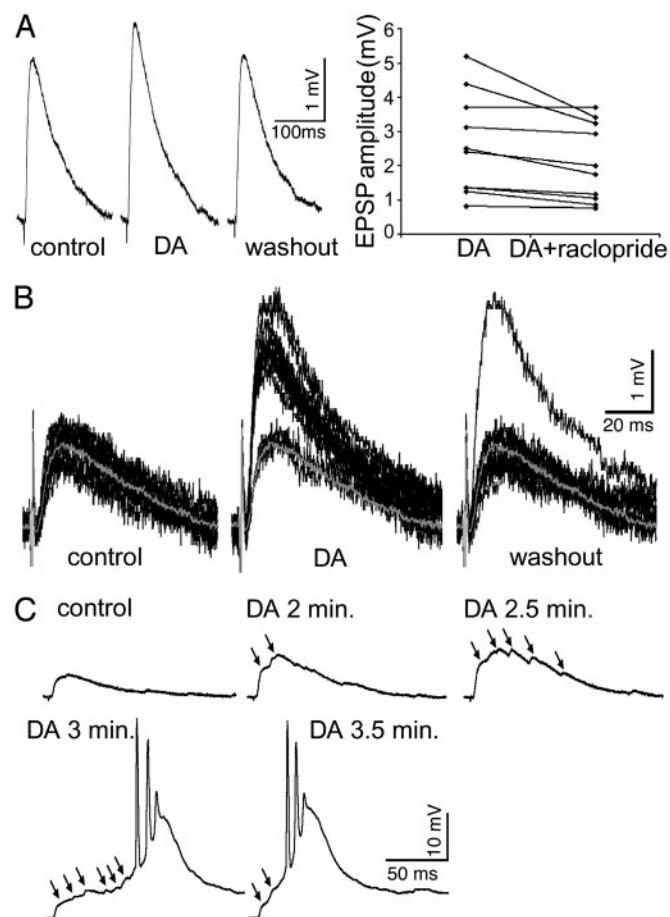 A
control
DA
washout
1 mV
100ms
EPSP amplitude (mV)
6
5
4
3
2
1
0
DA
DA+raclopride
B
control
DA
washout
1 mV
20 ms
C
control
DA 2 min.
DA 2.5 min.
DA 3 min.
DA 3.5 min.
10 mV
50 ms